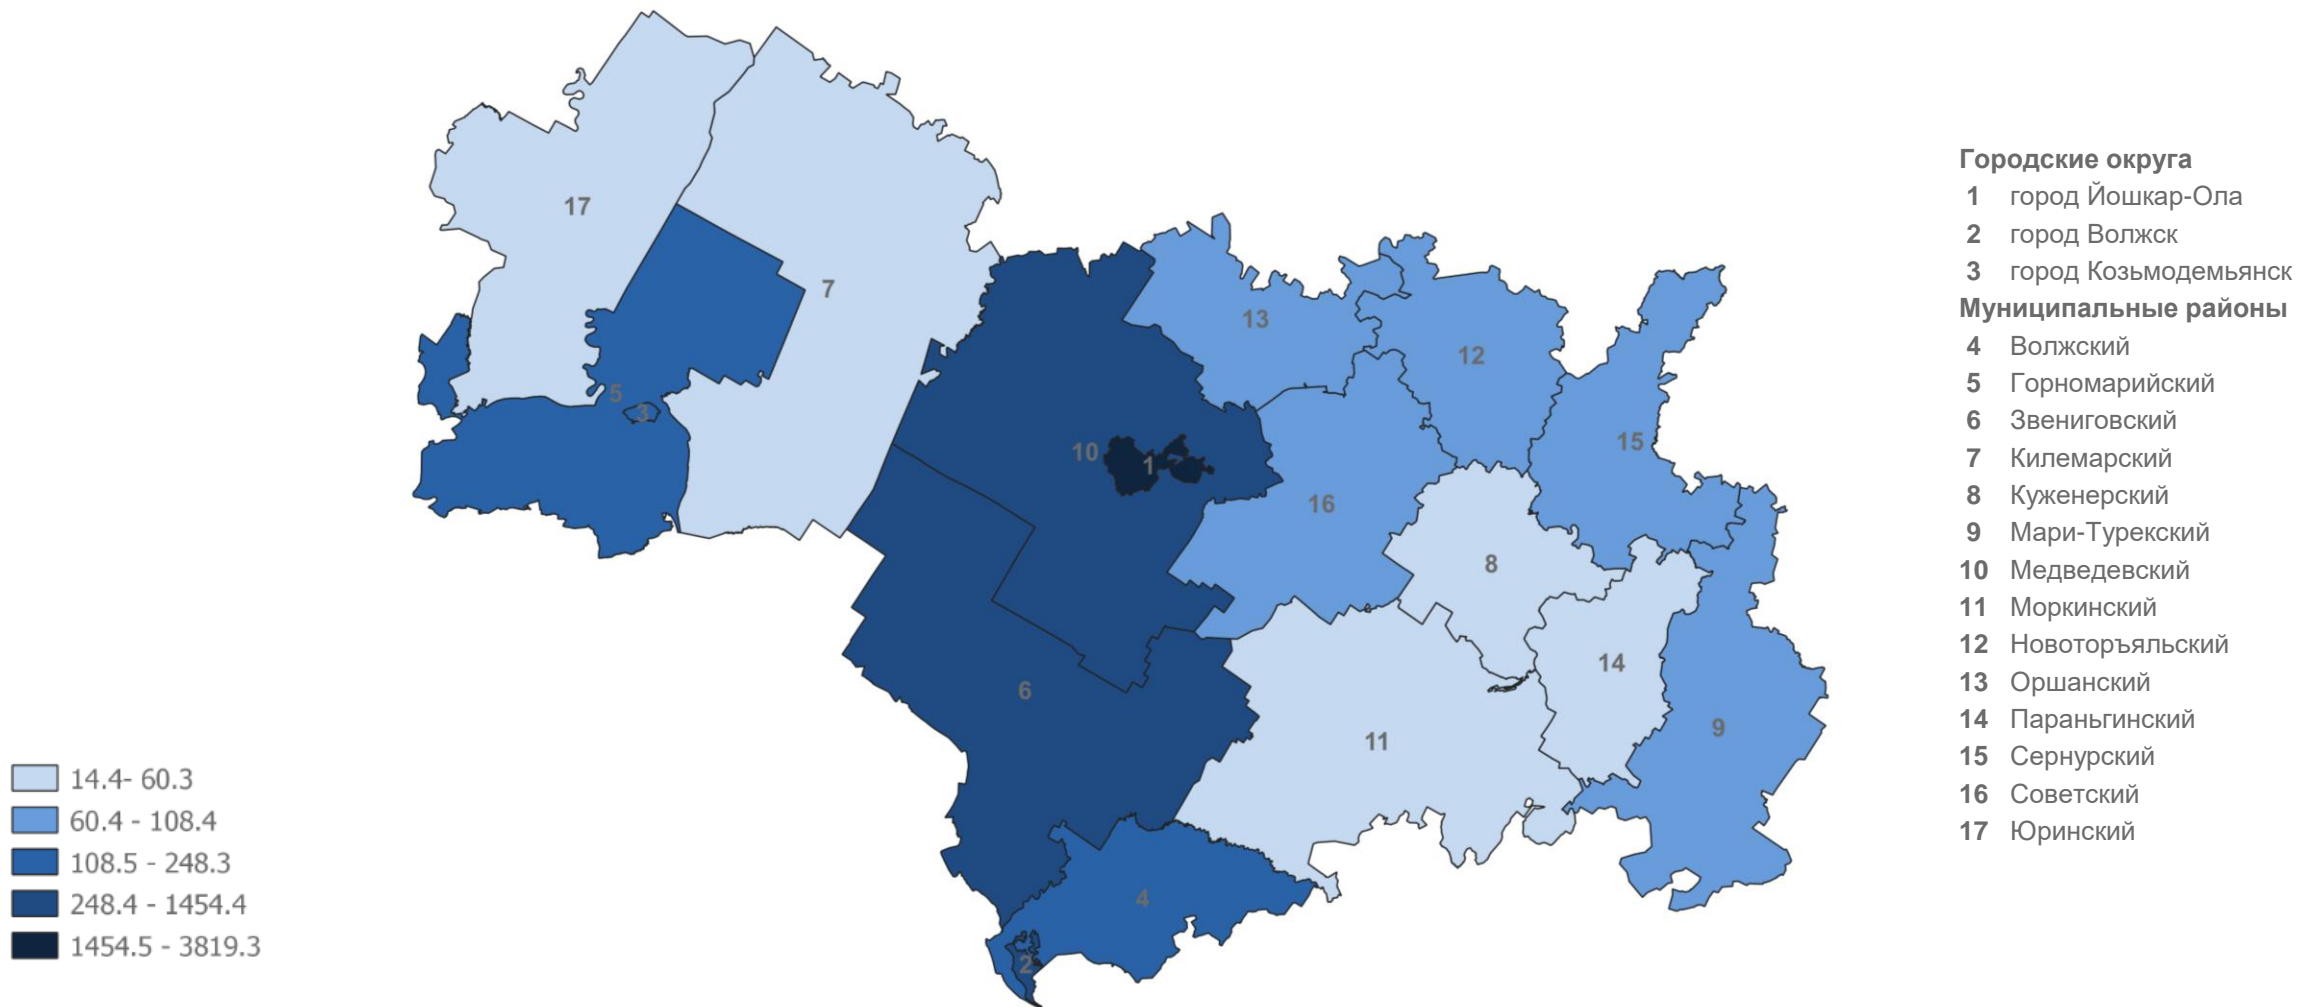 17
7
13
12
5
3
15
10
1
16
8
14
6
9
11
4
2
14.4- 60.3
60.4 - 108.4
108.5 - 248.3
248.4 - 1454.4
1454.5 - 3819.3
Городские округа
1 город Йошкар-Ола
2 город Волжск
3 город Козьмодемьянск
Муниципальные районы
4 Волжский
5 Горномарийский
6 Звениговский
7 Килемарский
8 Куженерский
9 Мари-Турекский
10 Медведевский
11 Моркинский
12 Новоторъяльский
13 Оршанский
14 Параньгинский
15 Сернурский
16 Советский
17 Юринский